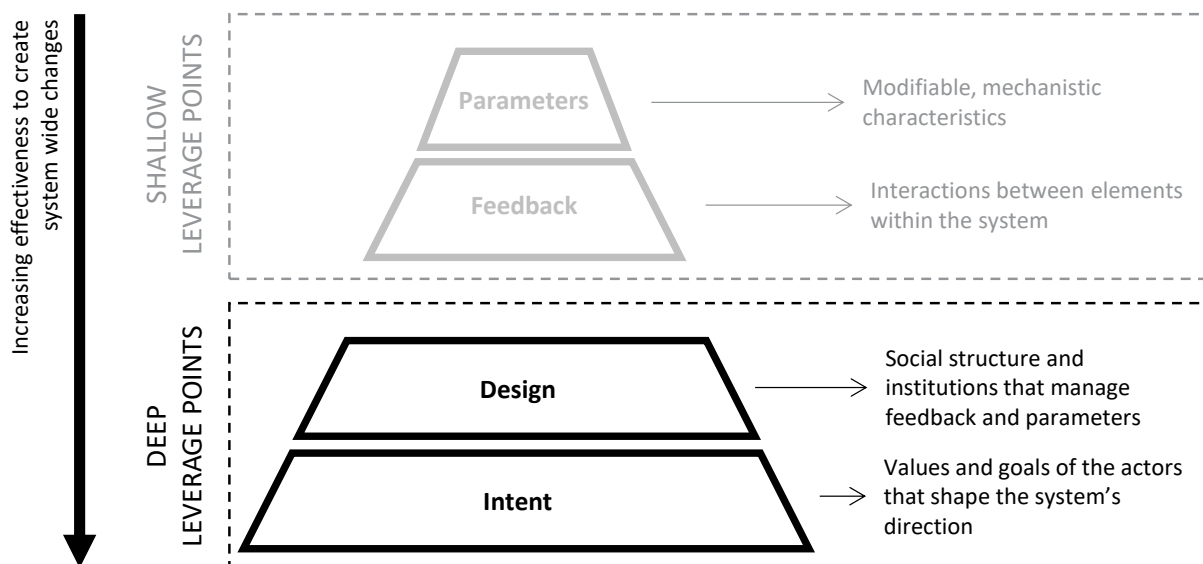 Increasing effectiveness to create
system wide changes
SHALLOW
LEVERAGE POINTS
Parameters
Modifiable, mechanistic
characteristics
Feedback
Interactions between elements
within the system
DEEP
LEVERAGE POINTS
Design
Social structure and
institutions that manage
feedback and parameters
Intent
Values and goals of the actors
that shape the system’s
direction